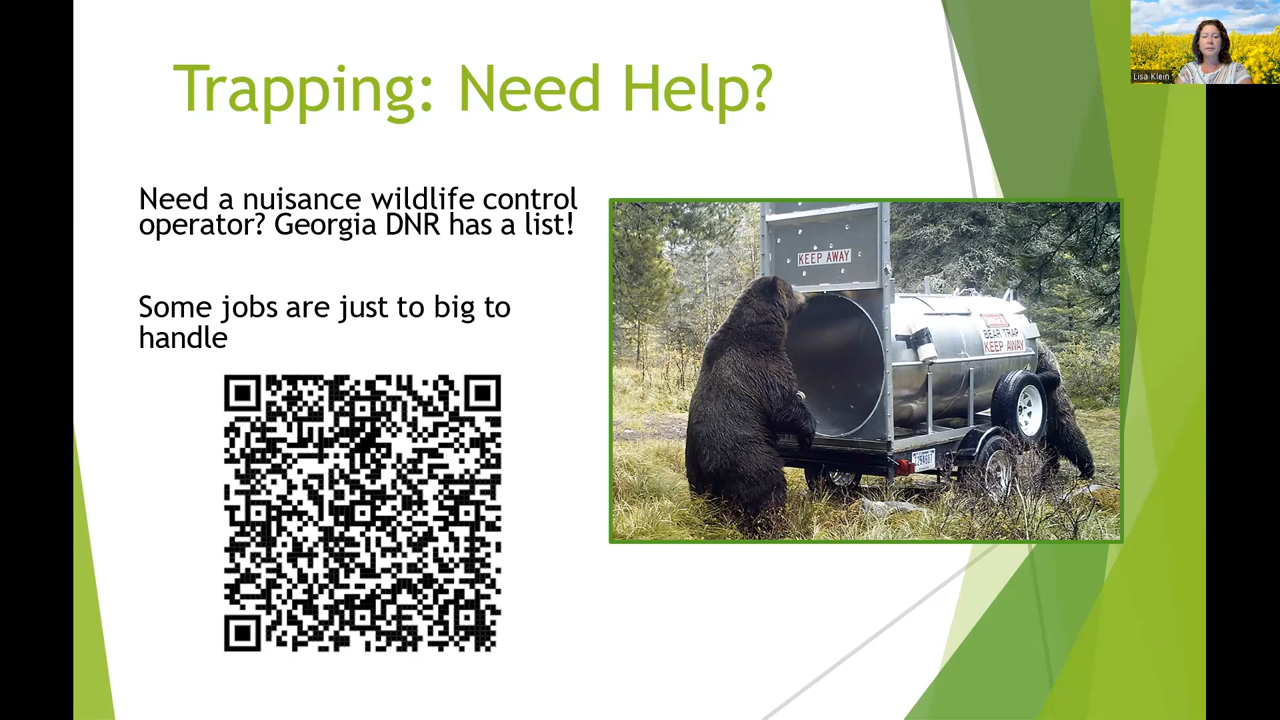 Trapping: Need Help?
Lisa Klein
Need a nuisance wildlife control
operator? Georgia DNR has a list!
Some jobs are just to big to
handle
KEEP AWAY
BEAR TRAP
KEEP AWAY